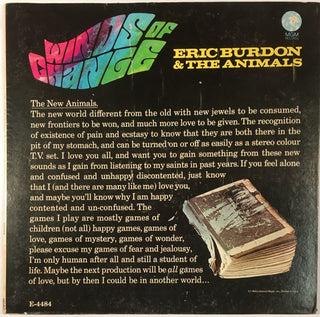 WINDS OF
CHANGE
MGM
RECORDS
ERIC BURDON
& THE ANIMALS
The New Animals.
The new world different from the old with new jewels to be consumed,
new frontiers to be won, and much more love to be given. The recognition
of existence of pain and ecstasy to know that they are both there in the
pit of my stomach, and can be turned on or off as easily as a stereo colour
T.V. set. I love you all, and want you to gain something from these new
sounds as I gain from listening to my saints in past years. If you feel alone
and confused and unhappy discontented, just know
that I (and there are many like me) love you,
and maybe you'll know why I am happy
contented and un-confused. The
games I play are mostly games of
children (not all) happy games, games of
love, games of mystery, games of wonder,
please excuse my games of fear and jealousy,
I'm only human after all and still a student of
life. Maybe the next production will be all games
of love, but by then I could be in another world...
E-4484